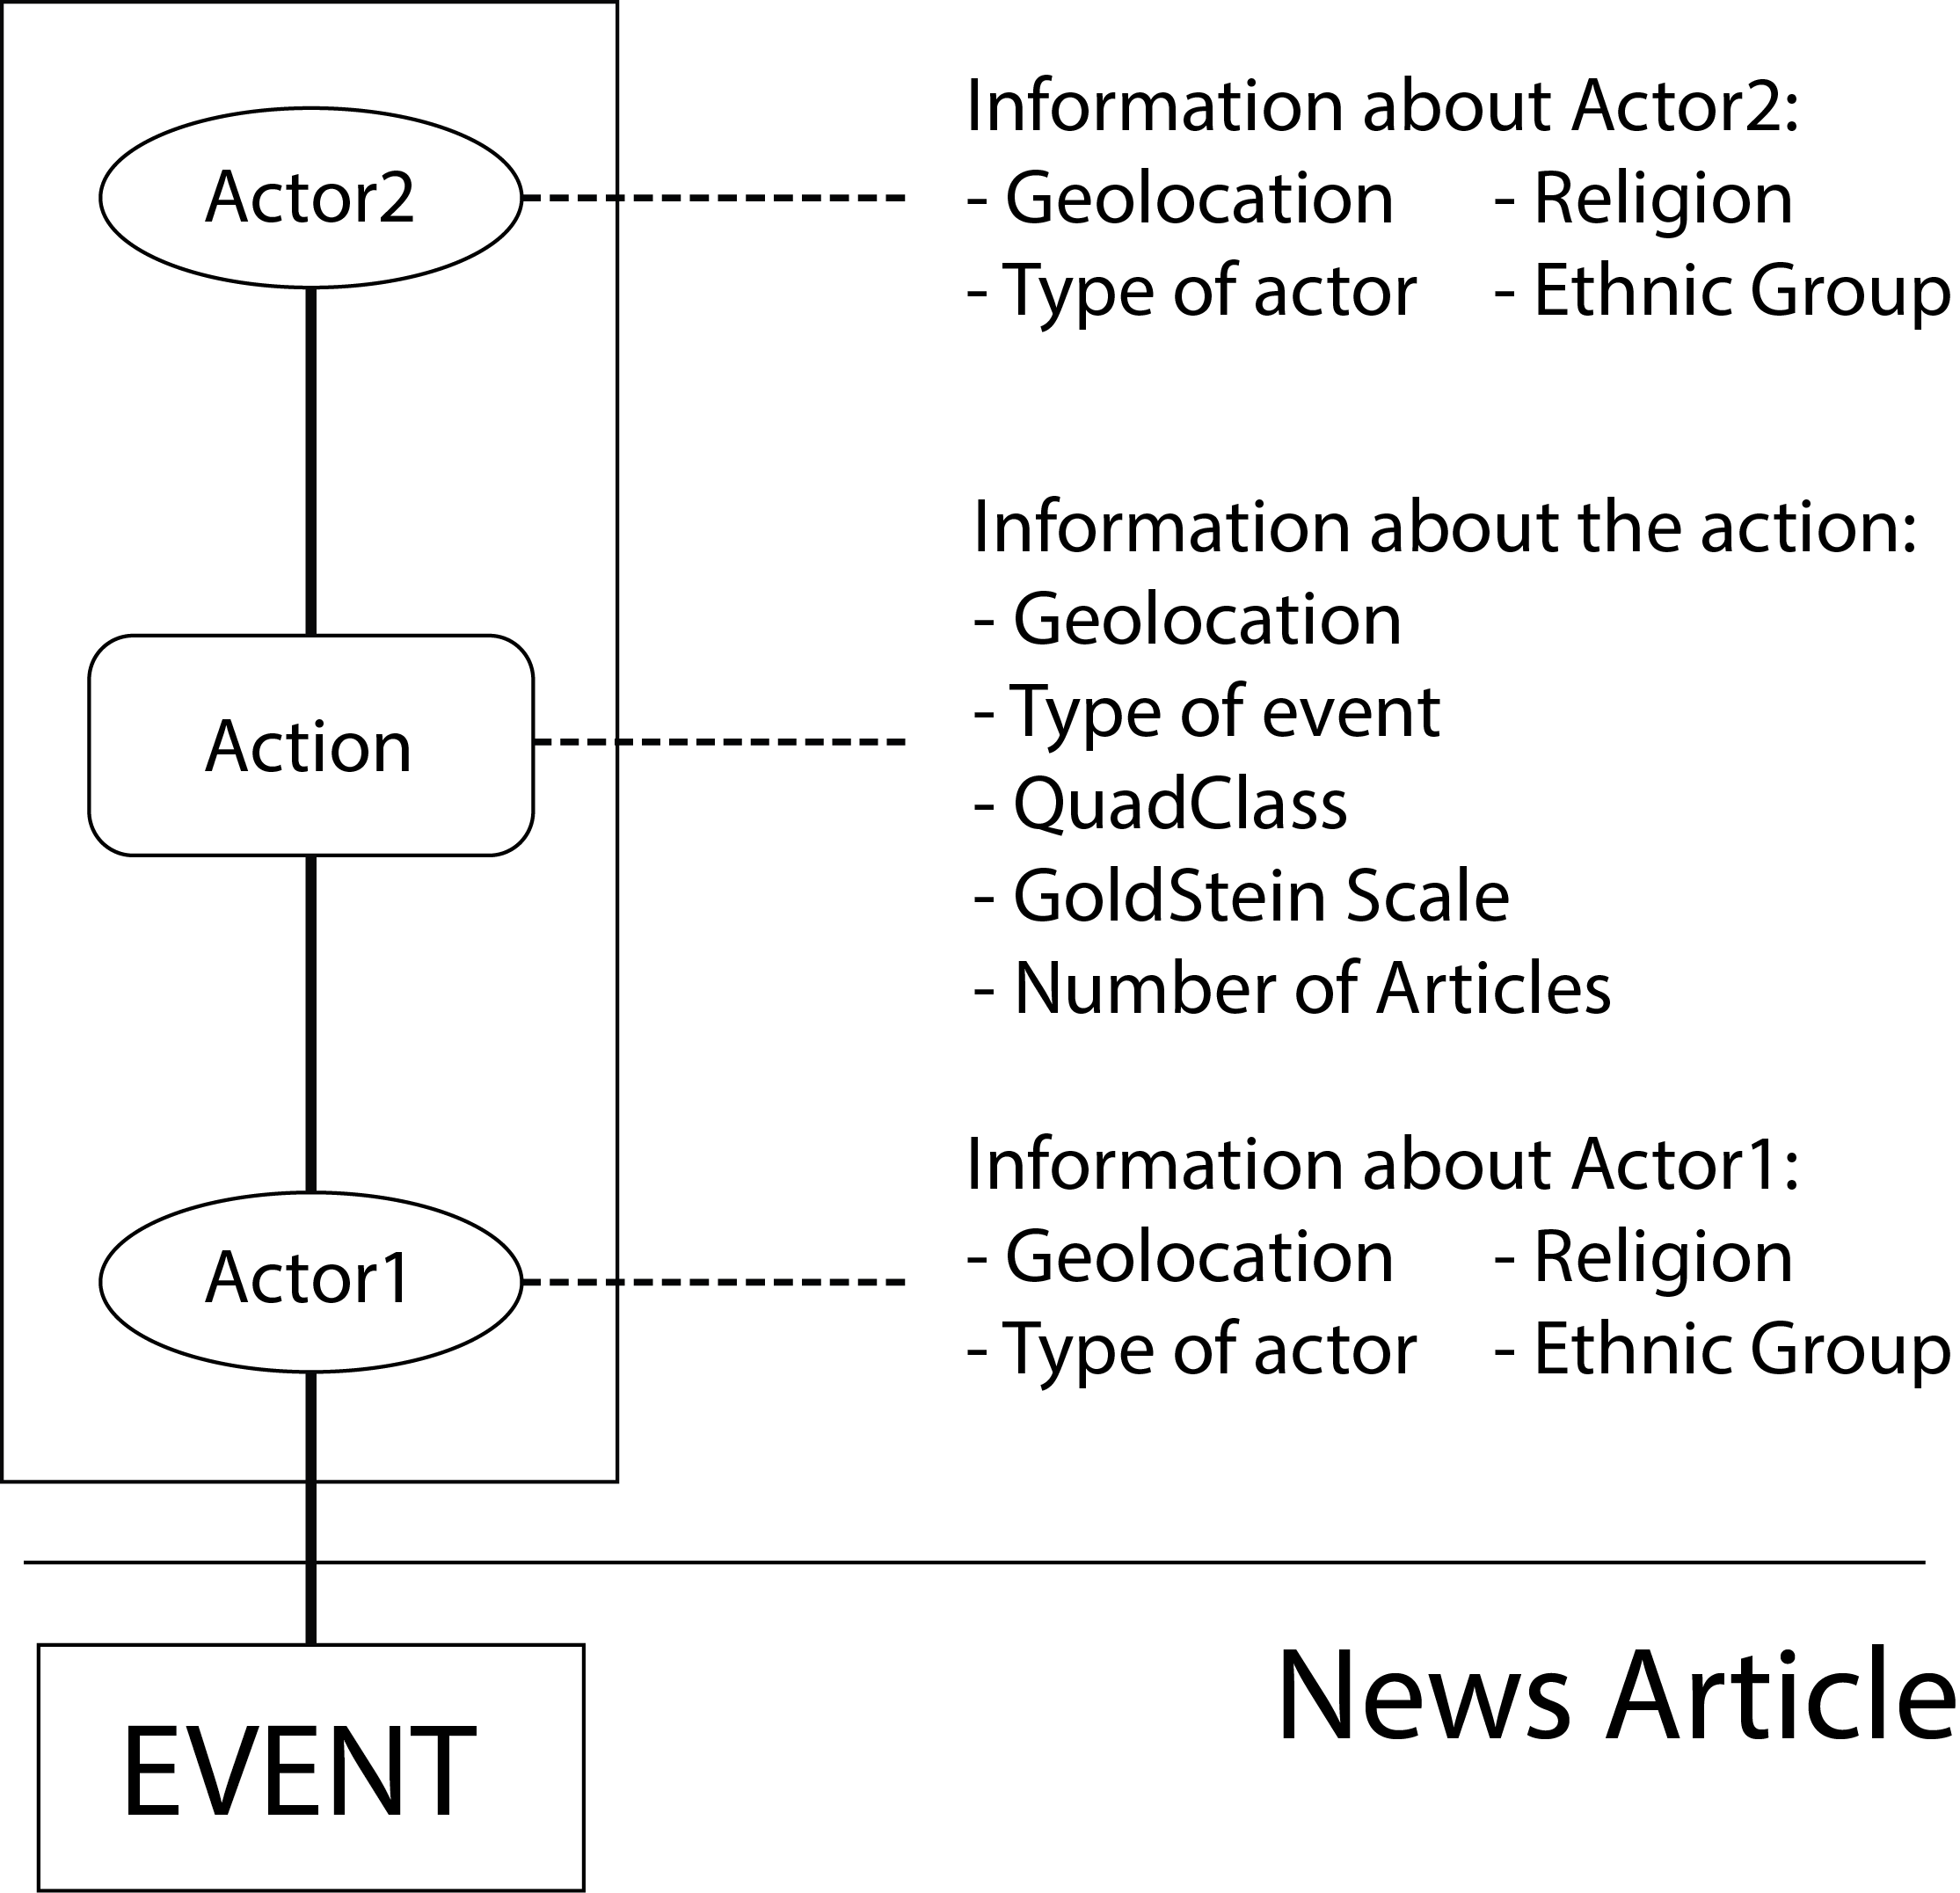 Actor2
Information about Actor2:
- Geolocation - Religion
- Type of actor - Ethnic Group
Action
Information about the action:
- Geolocation
- Type of event
- QuadClass
- GoldStein Scale
- Number of Articles
Actor1
Information about Actor1:
- Geolocation - Religion
- Type of actor - Ethnic Group
EVENT
News Article